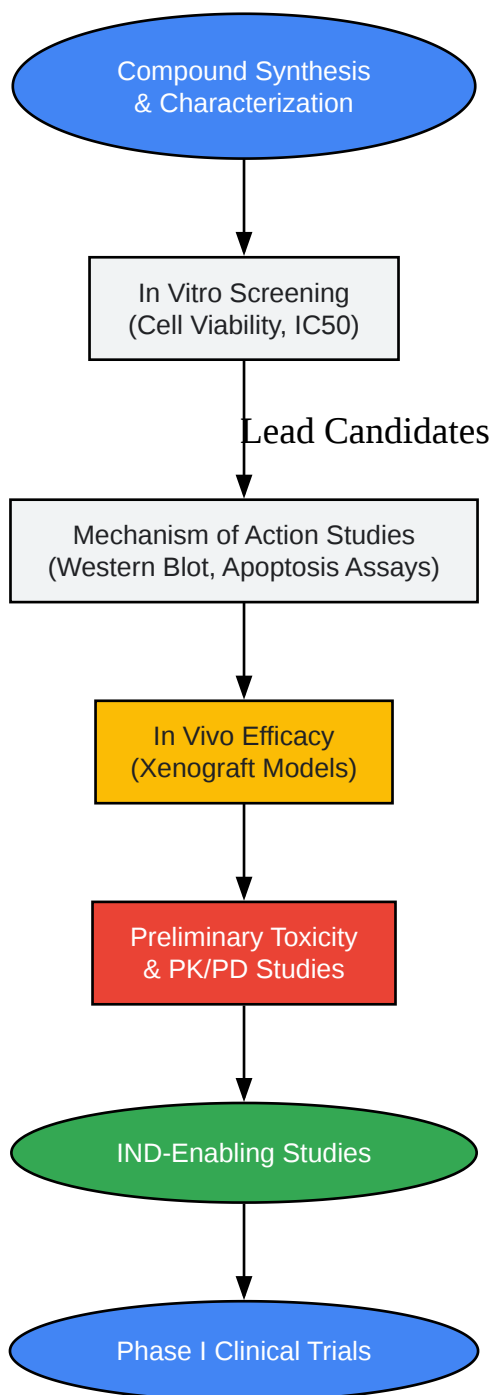 Compound Synthesis
& Characterization
In Vitro Screening
(Cell Viability, IC50)
Lead Candidates
Mechanism of Action Studies
(Western Blot, Apoptosis Assays)
In Vivo Efficacy
(Xenograft Models)
Preliminary Toxicity
& PK/PD Studies
IND-Enabling Studies
Phase I Clinical Trials